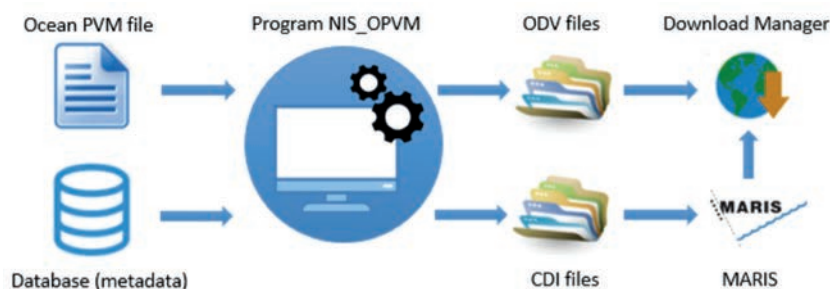 Ocean PVM file
Program NIS_OPVM
ODV files
Download Manager
MARIS
Database (metadata)
CDI files
MARIS